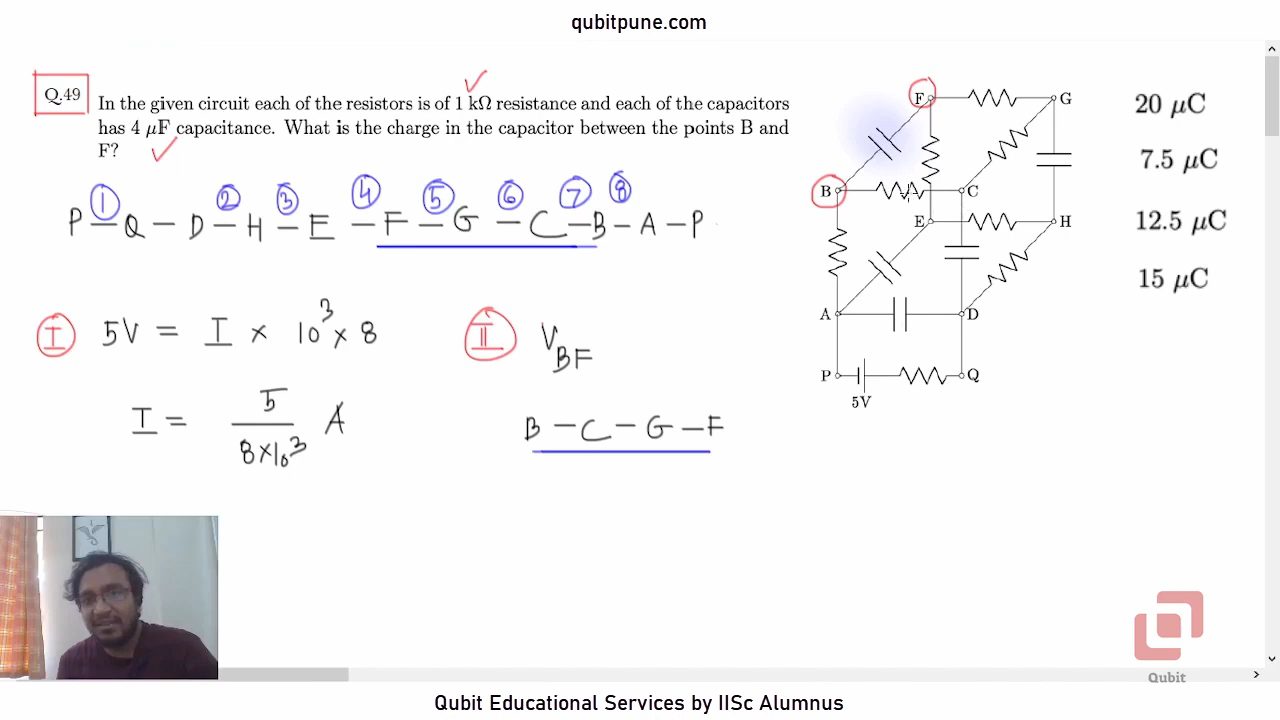 qubitpune.com
Q.49
In the given circuit each of the resistors is of 1 kΩ resistance and each of the capacitors
has 4 μF capacitance. What is the charge in the capacitor between the points B and
F?
1 2 3 4 5 6 7 8
P – Q – D – H – E – F – G – C – B – A – P
I 5V = I × 10³ × 8
I = 5 / 8×10³ A
II V_BF
B – C – G – F
F G
B C
E H
A D
P Q
5V
20 μC
7.5 μC
12.5 μC
15 μC
Qubit
Qubit Educational Services by IISc Alumnus